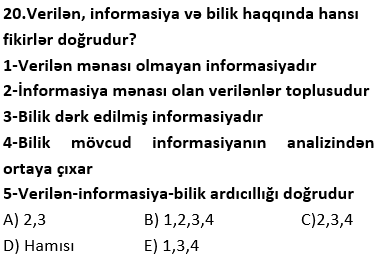 20.Verilən, informasiya və bilik haqqında hansı
fikirlər doğrudur?
1-Verilən mənası olmayan informasiyadır
2-İnformasiya mənası olan verilənlər toplusudur
3-Bilik dərk edilmiş informasiyadır
4-Bilik mövcud informasiyanın analizindən
ortaya çıxar
5-Verilən-informasiya-bilik ardıcıllığı doğrudur
A) 2,3 B) 1,2,3,4 C)2,3,4
D) Hamısı E) 1,3,4